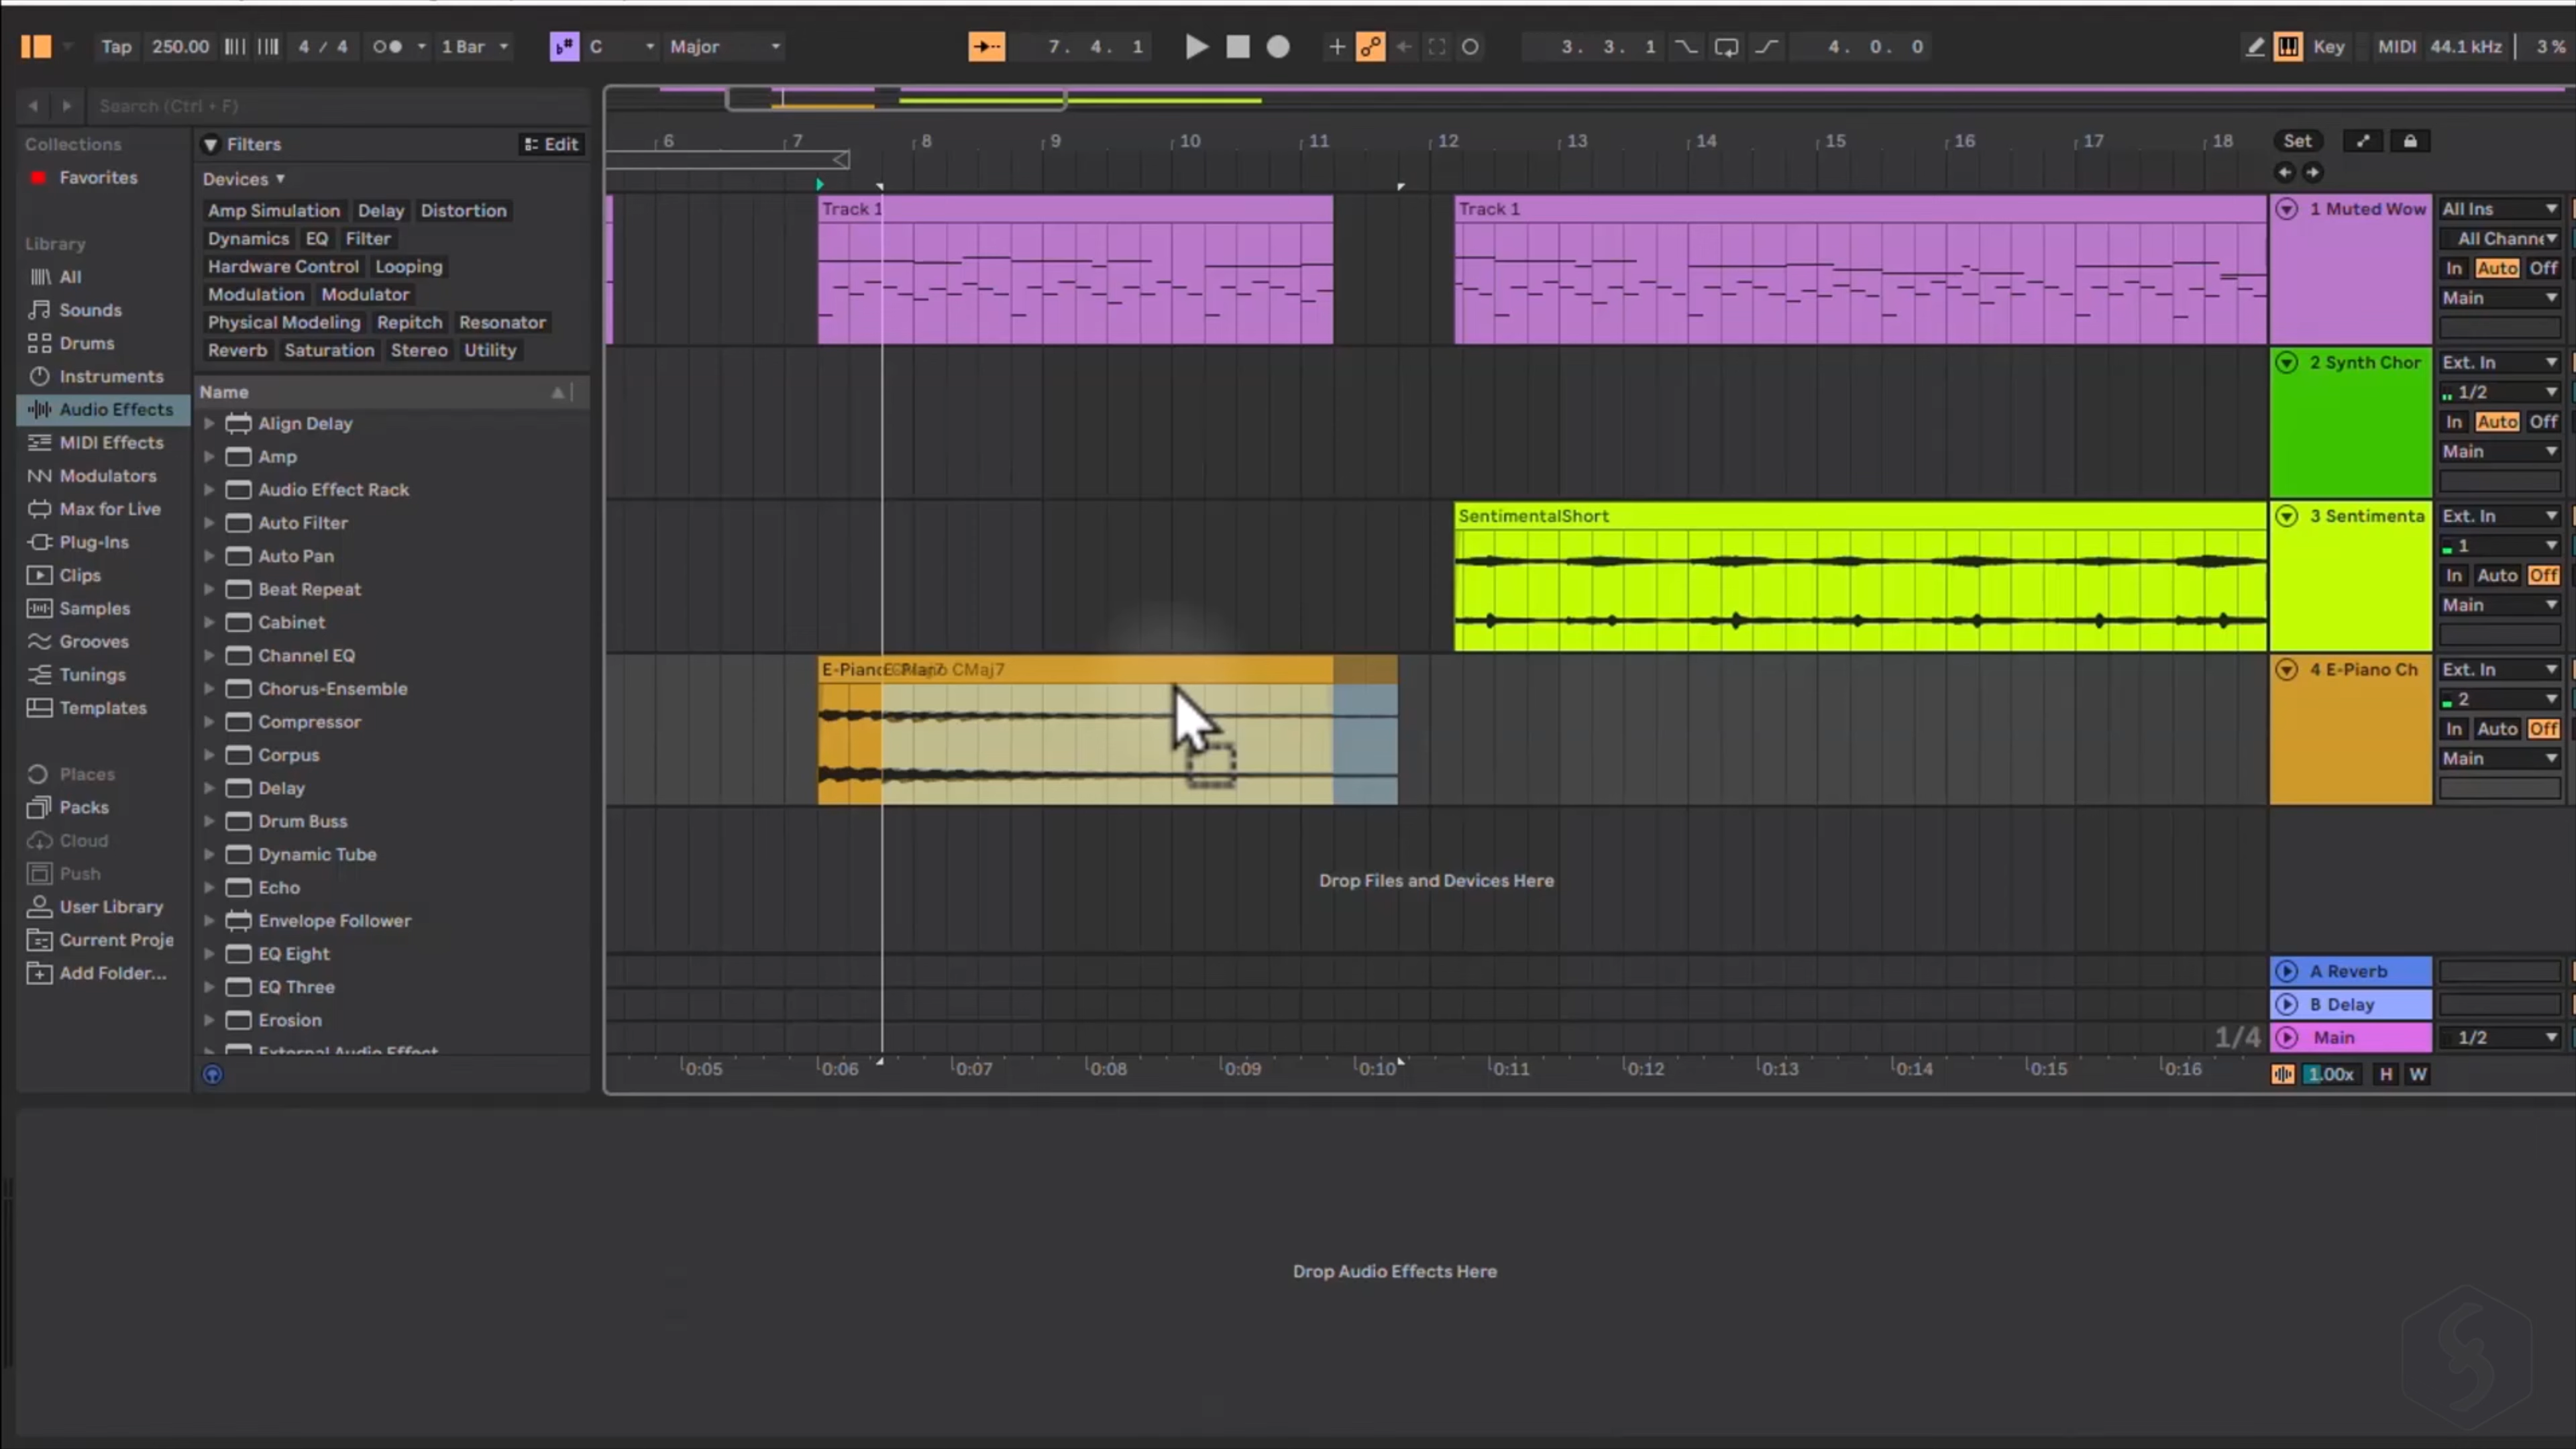 Tap 250.00 4 / 4 1 Bar C Major 7. 4. 1 3. 3. 1 4. 0. 0 Key MIDI 44.1 kHz 3 %
Search (Ctrl + F)
Collections
Favorites
Library
All
Sounds
Drums
Instruments
Audio Effects
MIDI Effects
Modulators
Max for Live
Plug-Ins
Clips
Samples
Grooves
Tunings
Templates
Places
Packs
Cloud
Push
User Library
Current Proje
Add Folder...
Filters Edit
Devices
Amp Simulation Delay Distortion
Dynamics EQ Filter
Hardware Control Looping
Modulation Modulator
Physical Modeling Repitch Resonator
Reverb Saturation Stereo Utility
Name
Align Delay
Amp
Audio Effect Rack
Auto Filter
Auto Pan
Beat Repeat
Cabinet
Channel EQ
Chorus-Ensemble
Compressor
Corpus
Delay
Drum Buss
Dynamic Tube
Echo
Envelope Follower
EQ Eight
EQ Three
Erosion
External Audio Effect
6 7 8 9 10 11 12 13 14 15 16 17 18 Set
Track 1 Track 1
SentimentalShort
E-Piano CMaj7
Drop Files and Devices Here
1/4
0:05 0:06 0:07 0:08 0:09 0:10 0:11 0:12 0:13 0:14 0:15 0:16
1 Muted Wow All Ins
All Channe
In Auto Off
Main
2 Synth Chor Ext. In
1/2
In Auto Off
Main
3 Sentimenta Ext. In
1
In Auto Off
Main
4 E-Piano Ch Ext. In
2
In Auto Off
Main
A Reverb
B Delay
Main 1/2
1.00x H W
Drop Audio Effects Here